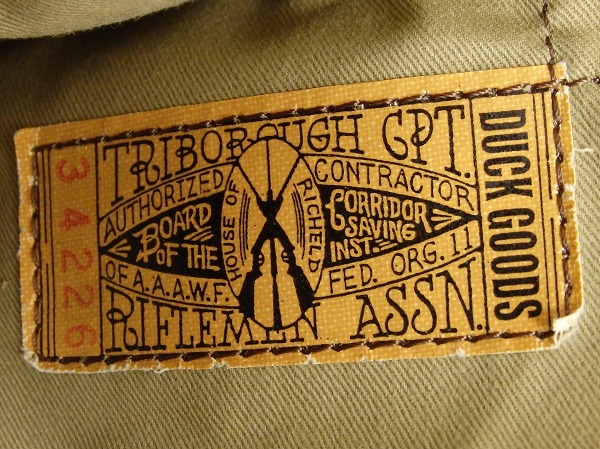 34226
TRIBOROUGH GPT.
AUTHORIZED CONTRACTOR
BOARD OF THE
HOUSE OF RICHELD
CORRIDOR SAVING INST.
OF A.A.A.W.F. FED. ORG. 11
RIFLEMEN ASSN.
DUCK GOODS